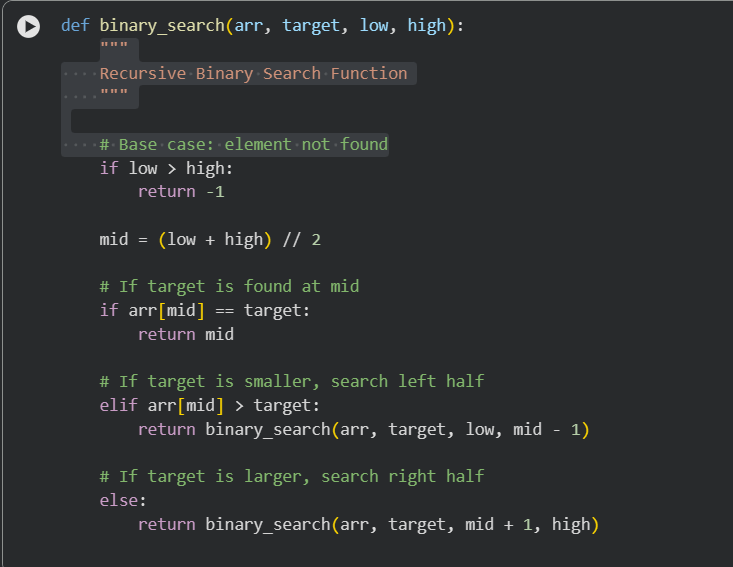 def binary_search(arr, target, low, high):
    """
    Recursive Binary Search Function
    """
    # Base case: element not found
    if low > high:
        return -1
    mid = (low + high) // 2
    # If target is found at mid
    if arr[mid] == target:
        return mid
    # If target is smaller, search left half
    elif arr[mid] > target:
        return binary_search(arr, target, low, mid - 1)
    # If target is larger, search right half
    else:
        return binary_search(arr, target, mid + 1, high)